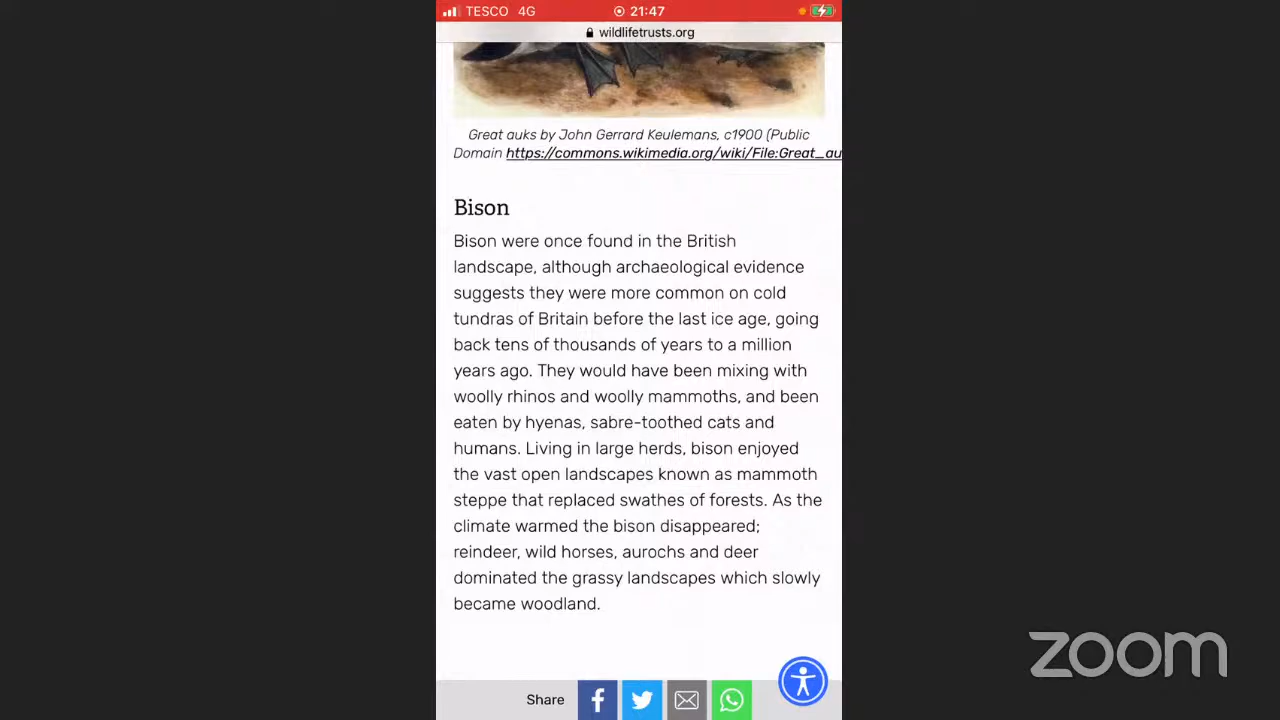 TESCO 4G 21:47
wildlifetrusts.org
Great auks by John Gerrard Keulemans, c1900 (Public
Domain https://commons.wikimedia.org/wiki/File:Great_au
Bison
Bison were once found in the British
landscape, although archaeological evidence
suggests they were more common on cold
tundras of Britain before the last ice age, going
back tens of thousands of years to a million
years ago. They would have been mixing with
woolly rhinos and woolly mammoths, and been
eaten by hyenas, sabre-toothed cats and
humans. Living in large herds, bison enjoyed
the vast open landscapes known as mammoth
steppe that replaced swathes of forests. As the
climate warmed the bison disappeared;
reindeer, wild horses, aurochs and deer
dominated the grassy landscapes which slowly
became woodland.
Share
zoom